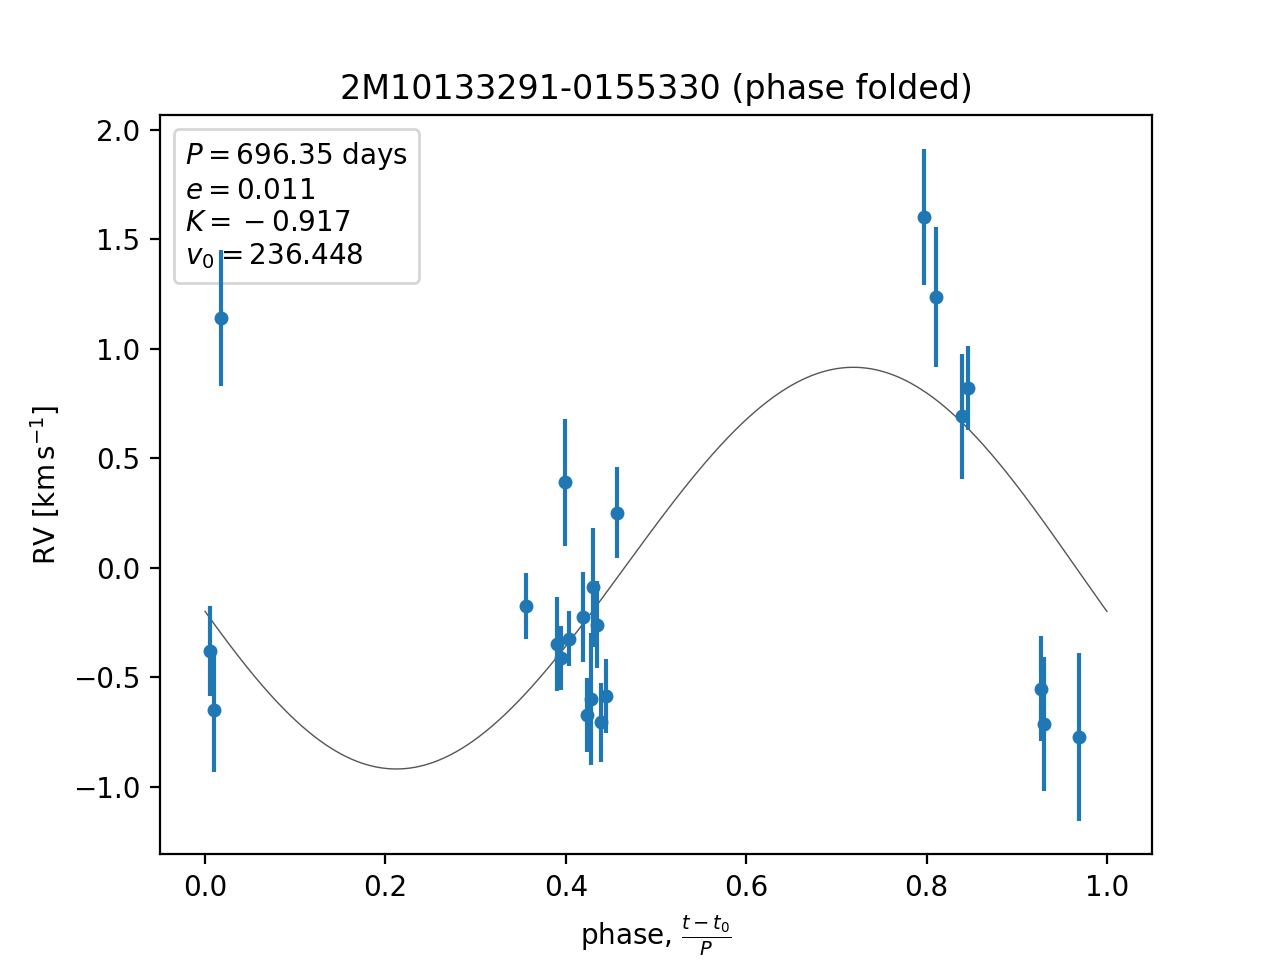 2M10133291-0155330 (phase folded)
P = 696.35 days
e = 0.011
K = −0.917
v₀ = 236.448
2.0
1.5
1.0
0.5
0.0
−0.5
−1.0
RV [km s⁻¹]
0.0 0.2 0.4 0.6 0.8 1.0
phase, (t − t₀)/P